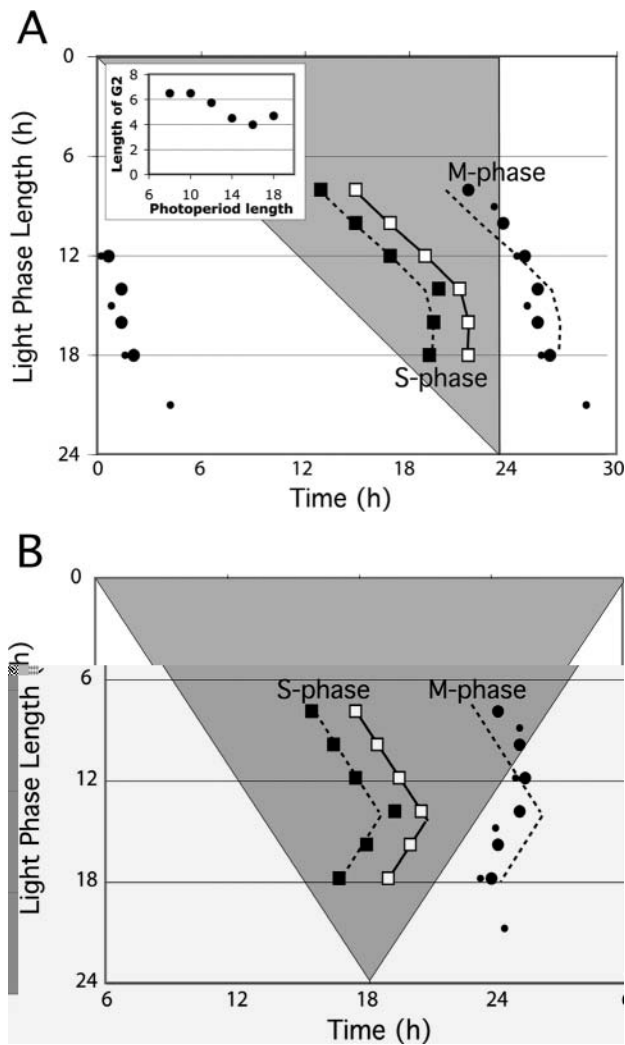 A
0
8
6
4
2
0
Length of G2
6 10 14 18
Photoperiod length
6
M-phase
12
18
S-phase
24
0 6 12 18 24 30
Light Phase Length (h)
Time (h)
B
0
6
S-phase M-phase
12
18
24
6 12 18 24 6
Light Phase Length (h)
Time (h)